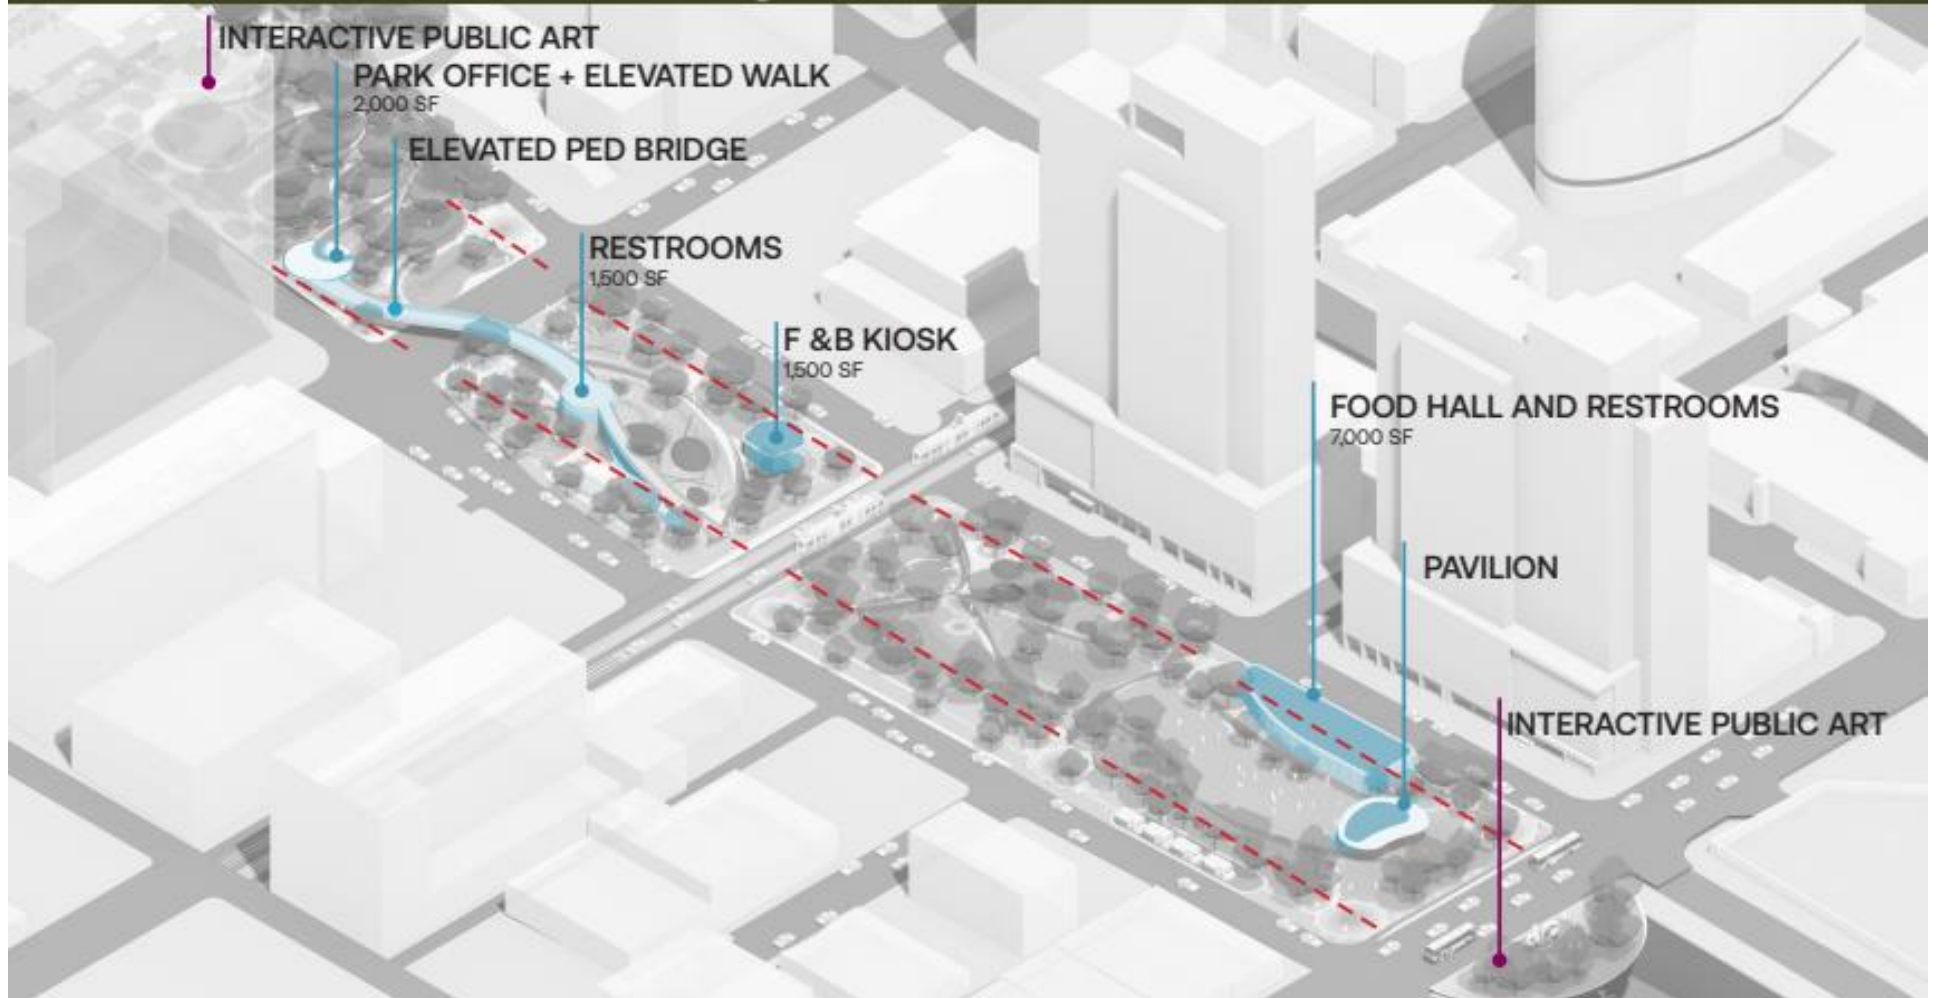 INTERACTIVE PUBLIC ART
PARK OFFICE + ELEVATED WALK
2,000 SF
ELEVATED PED BRIDGE
RESTROOMS
1,500 SF
F &B KIOSK
1,500 SF
FOOD HALL AND RESTROOMS
7,000 SF
PAVILION
INTERACTIVE PUBLIC ART